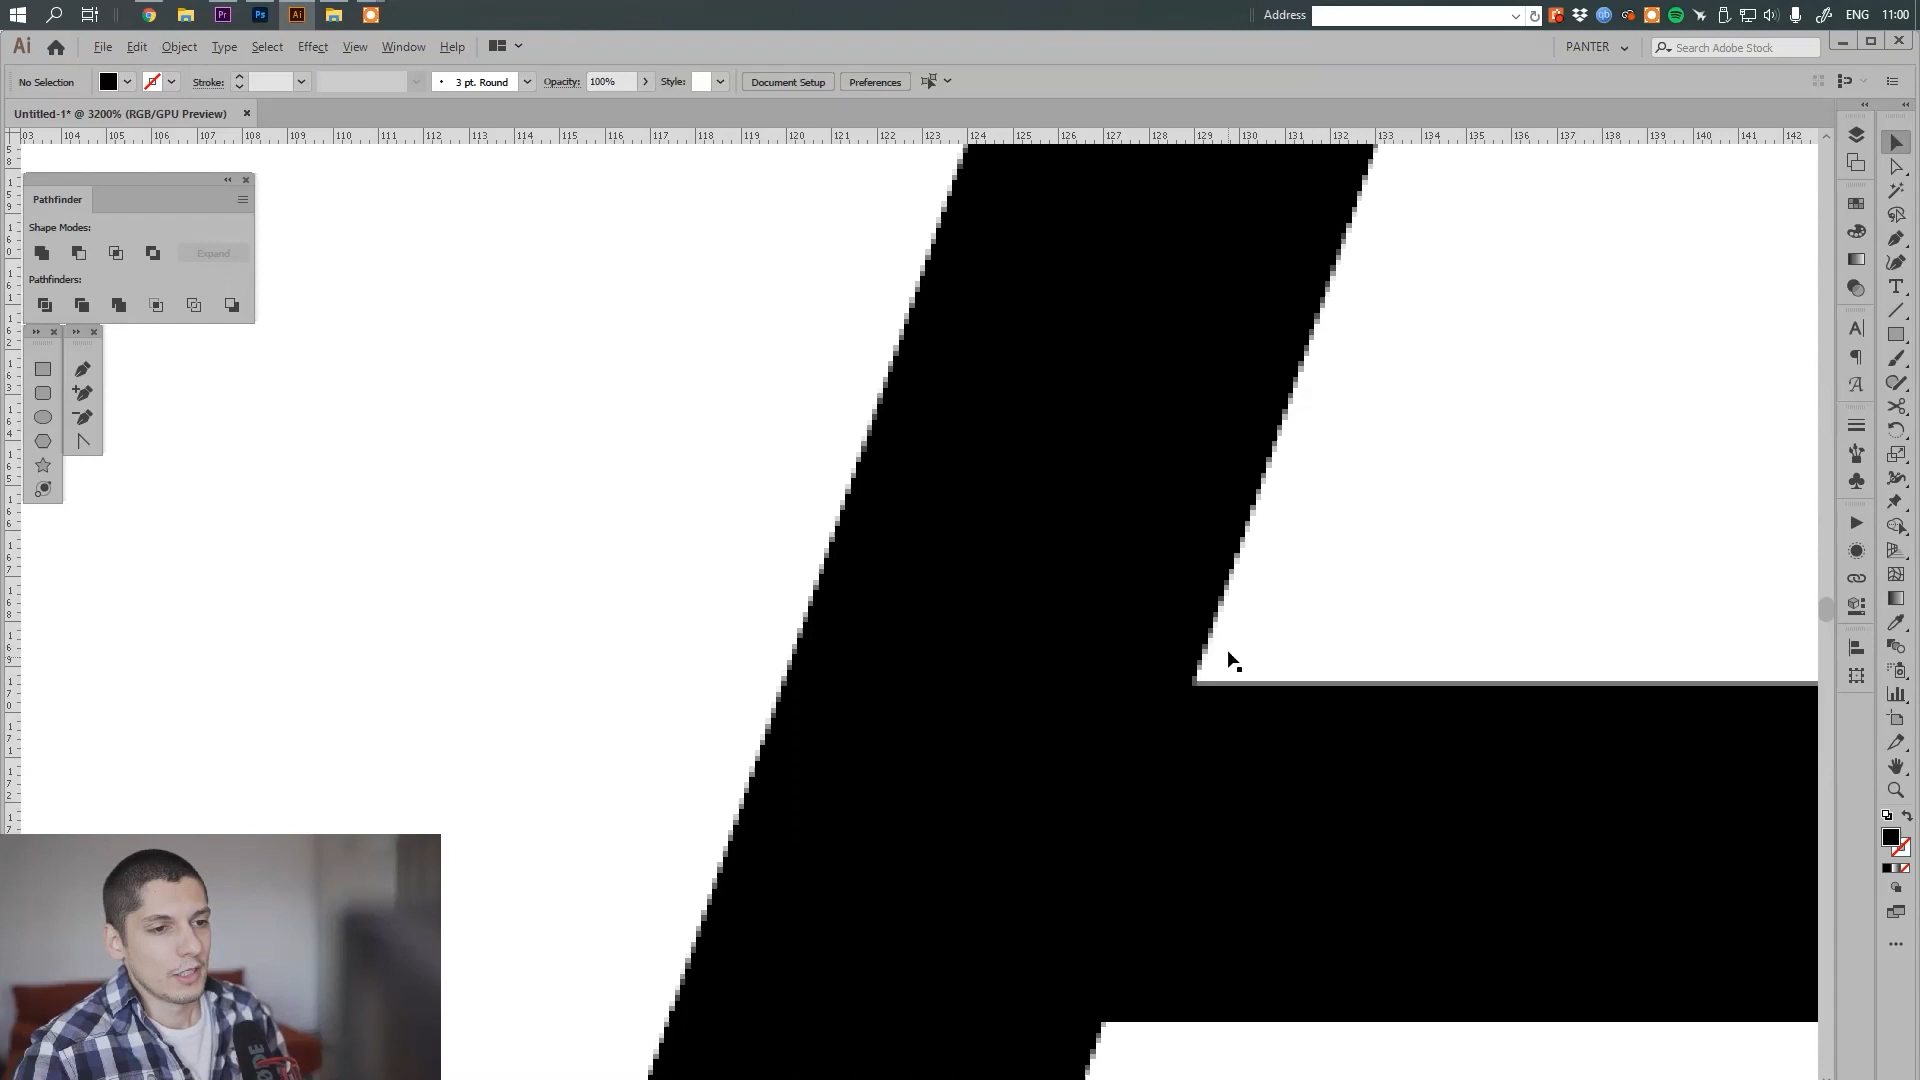 Address
ENG 11:00
Ai File Edit Object Type Select Effect View Window Help
PANTER
Search Adobe Stock
No Selection
Stroke:
3 pt. Round
Opacity: 100%
Style:
Document Setup
Preferences
Untitled-1* @ 3200% (RGB/GPU Preview)
03 104 105 106 107 108 109 110 111 112 113 114 115 116 117 118 119 120 121 122 123 124 125 126 127 128 129 130 131 132 133 134 135 136 137 138 139 140 141 142
Pathfinder
Shape Modes:
Expand
Pathfinders: